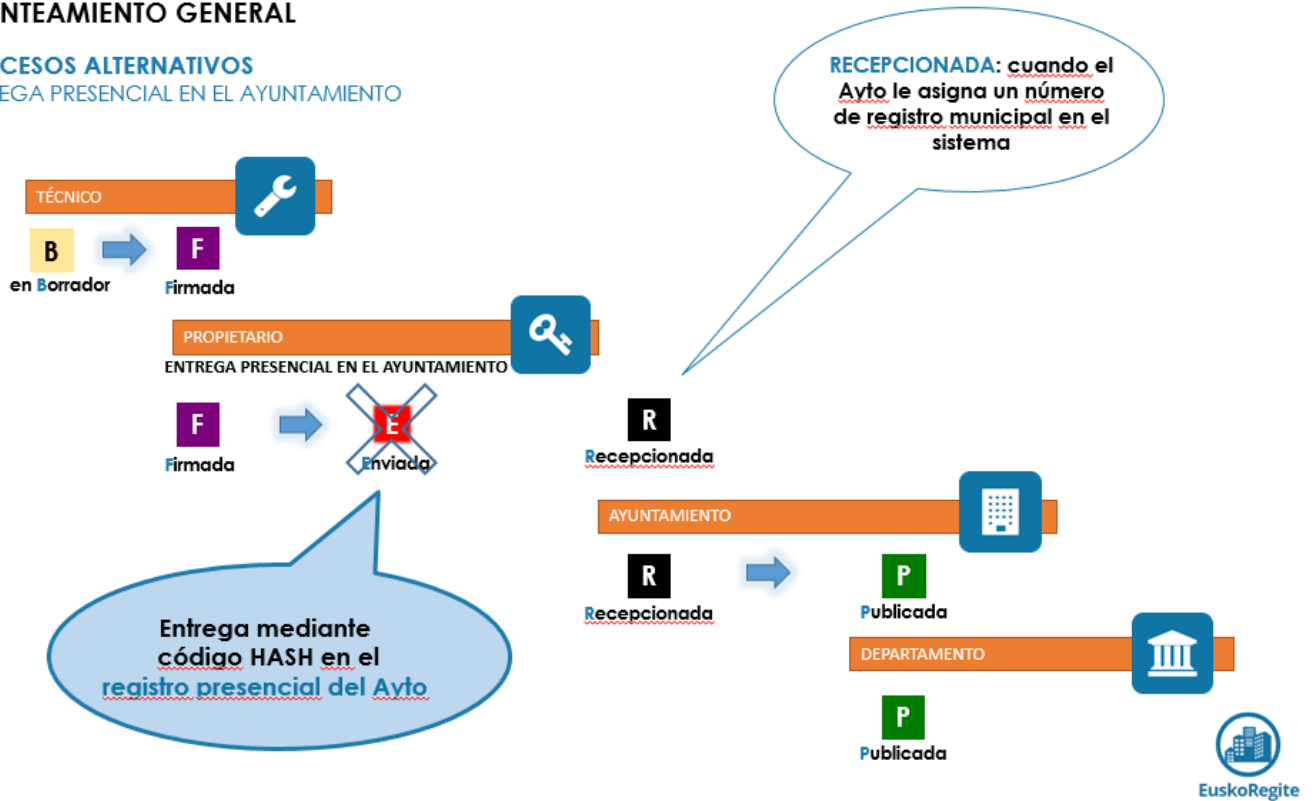 NTEAMIENTO GENERAL
CESOS ALTERNATIVOS
EGA PRESENCIAL EN EL AYUNTAMIENTO
RECEPCIONADA: cuando el
Ayto le asigna un número
de registro municipal en el
sistema
TÉCNICO
B
F
en Borrador
Firmada
PROPIETARIO
ENTREGA PRESENCIAL EN EL AYUNTAMIENTO
F
E
R
Firmada
Enviada
Recepcionada
AYUNTAMIENTO
R
P
Recepcionada
Publicada
Entrega mediante
código HASH en el
registro presencial del Ayto
DEPARTAMENTO
P
Publicada
EuskoRegite